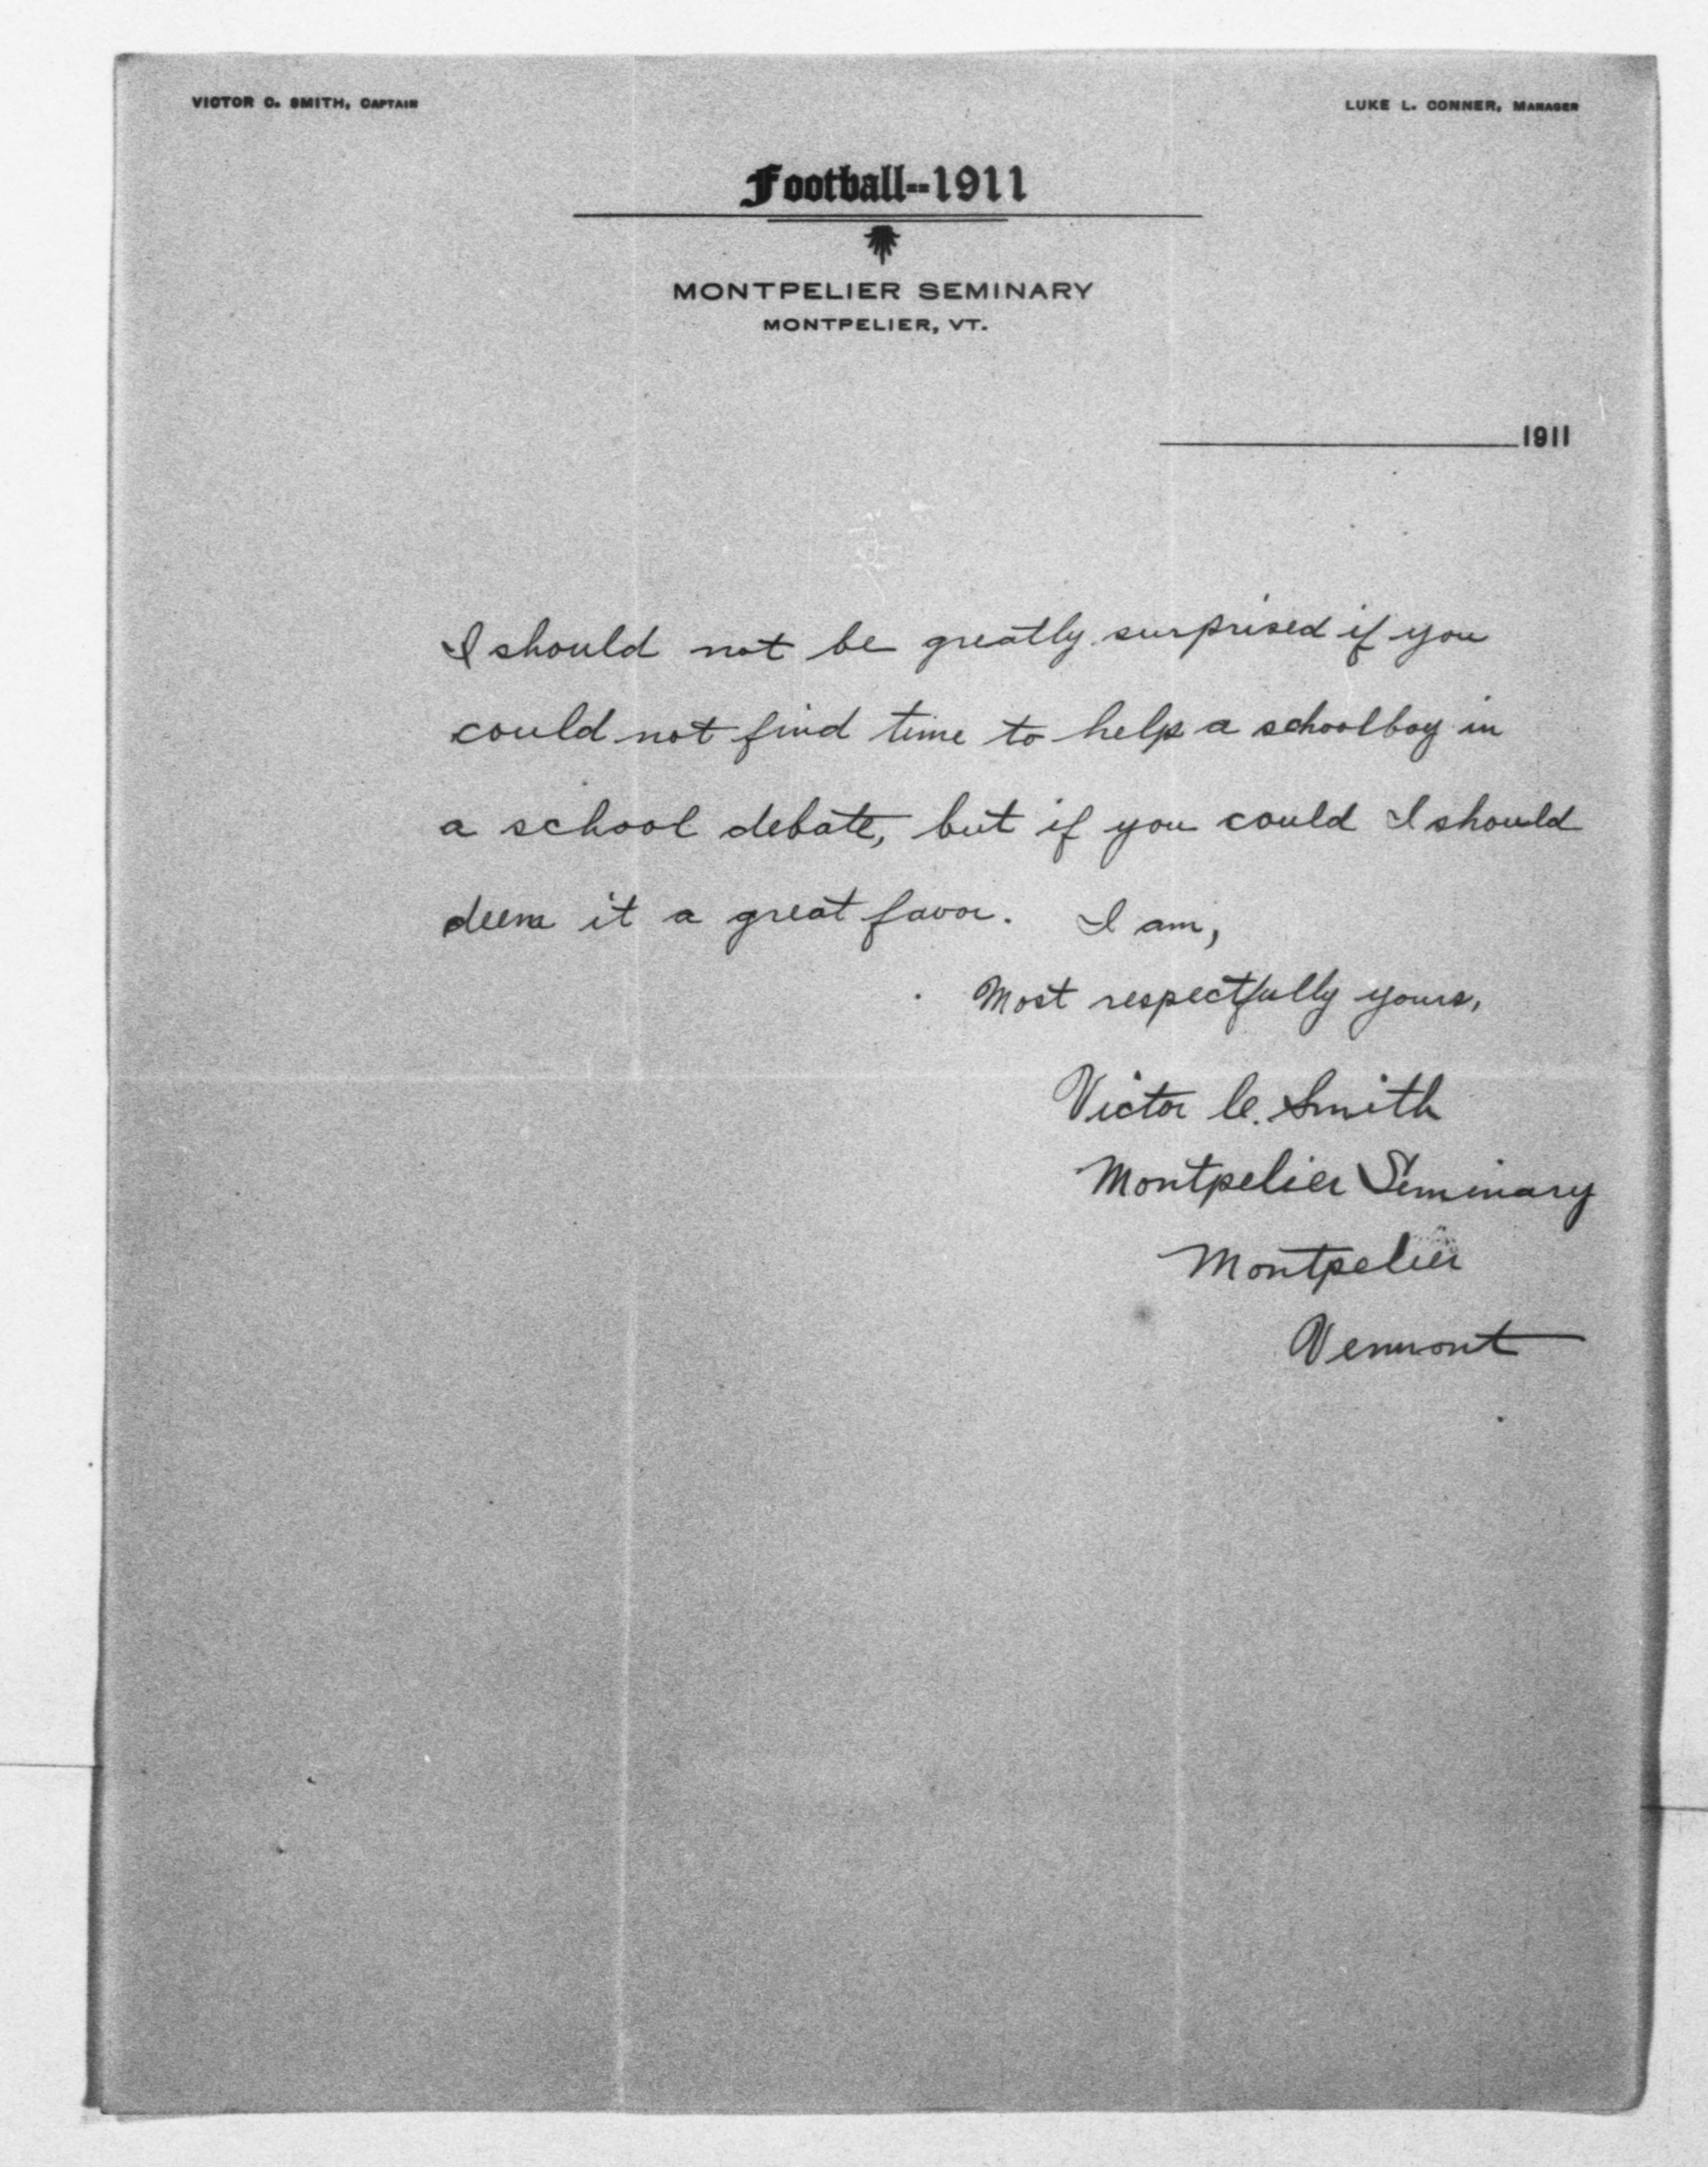 VICTOR C. SMITH, CAPTAIN
LUKE L. CONNER, MANAGER
Football--1911
MONTPELIER SEMINARY
MONTPELIER, VT.
1911
I should not be greatly surprised if you
could not find time to help a schoolboy in
a school debate, but if you could I should
deem it a great favor. I am,
Most respectfully yours,
Victor C. Smith
Montpelier Seminary
Montpelier
Vermont